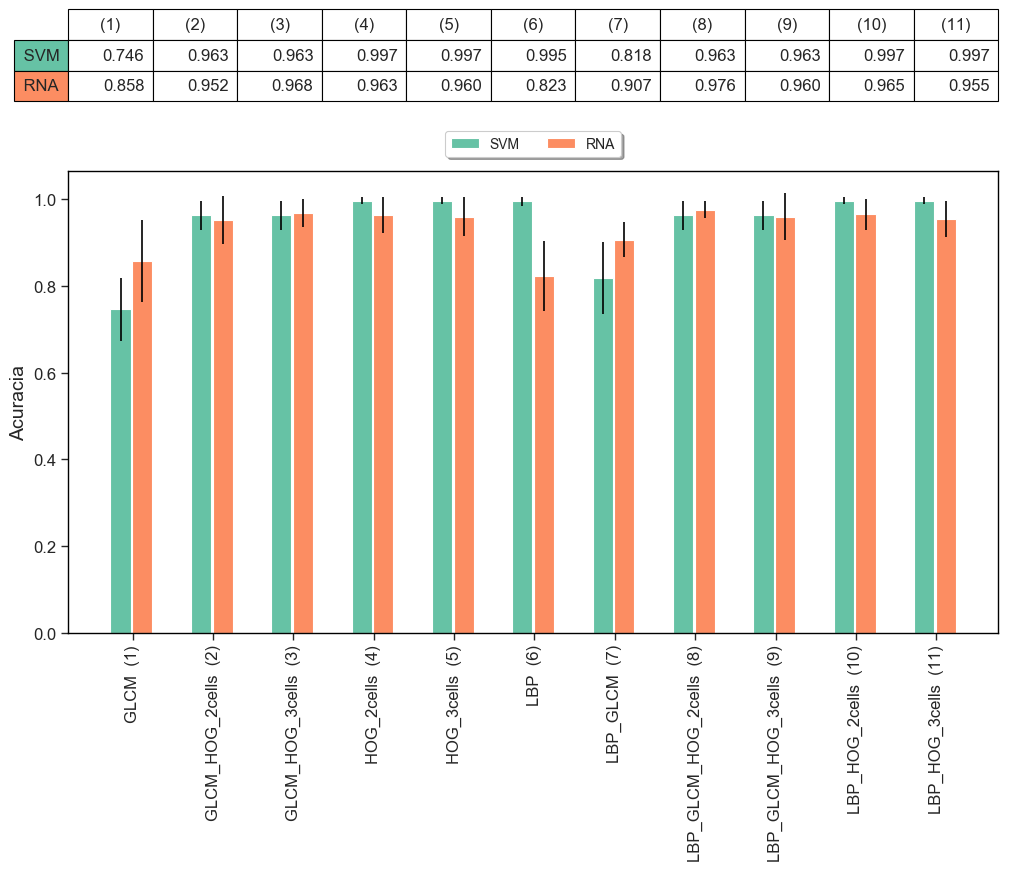 (1) (2) (3) (4) (5) (6) (7) (8) (9) (10) (11)
SVM 0.746 0.963 0.963 0.997 0.997 0.995 0.818 0.963 0.963 0.997 0.997
RNA 0.858 0.952 0.968 0.963 0.960 0.823 0.907 0.976 0.960 0.965 0.955
SVM RNA
Acuracia
1.0
0.8
0.6
0.4
0.2
0.0
GLCM (1)
GLCM_HOG_2cells (2)
GLCM_HOG_3cells (3)
HOG_2cells (4)
HOG_3cells (5)
LBP (6)
LBP_GLCM (7)
LBP_GLCM_HOG_2cells (8)
LBP_GLCM_HOG_3cells (9)
LBP_HOG_2cells (10)
LBP_HOG_3cells (11)